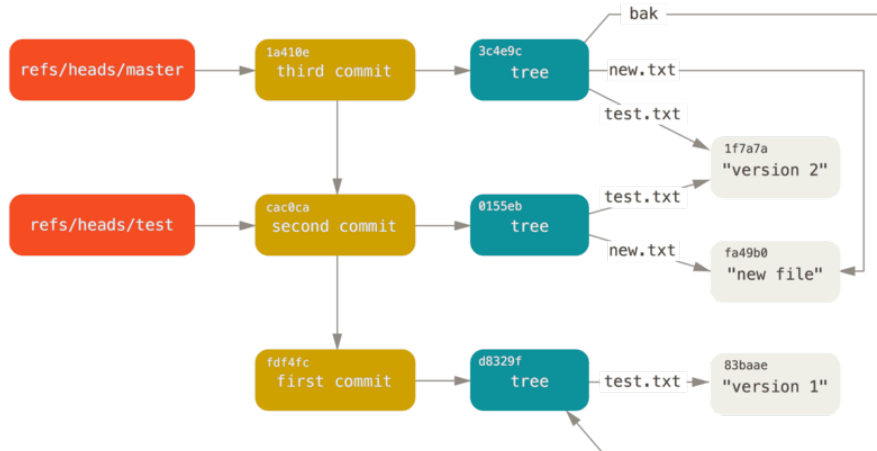 bak
1a410e
3c4e9c
refs/heads/master
third commit
tree
new.txt
test.txt
1f7a7a
"version 2"
cac0ca
0155eb
test.txt
refs/heads/test
second commit
tree
new.txt
fa49b0
"new file"
fdf4fc
d8329f
83baae
first commit
tree
test.txt
"version 1"